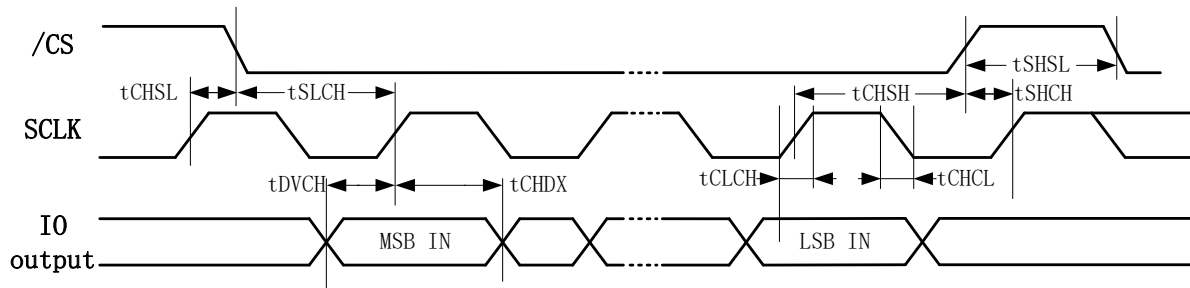 /CS
tCHSL
tSLCH
tCHSH
tSHSL
tSHCH
SCLK
tDVCH
tCHDX
tCLCH
tCHCL
IO
output
MSB IN
LSB IN